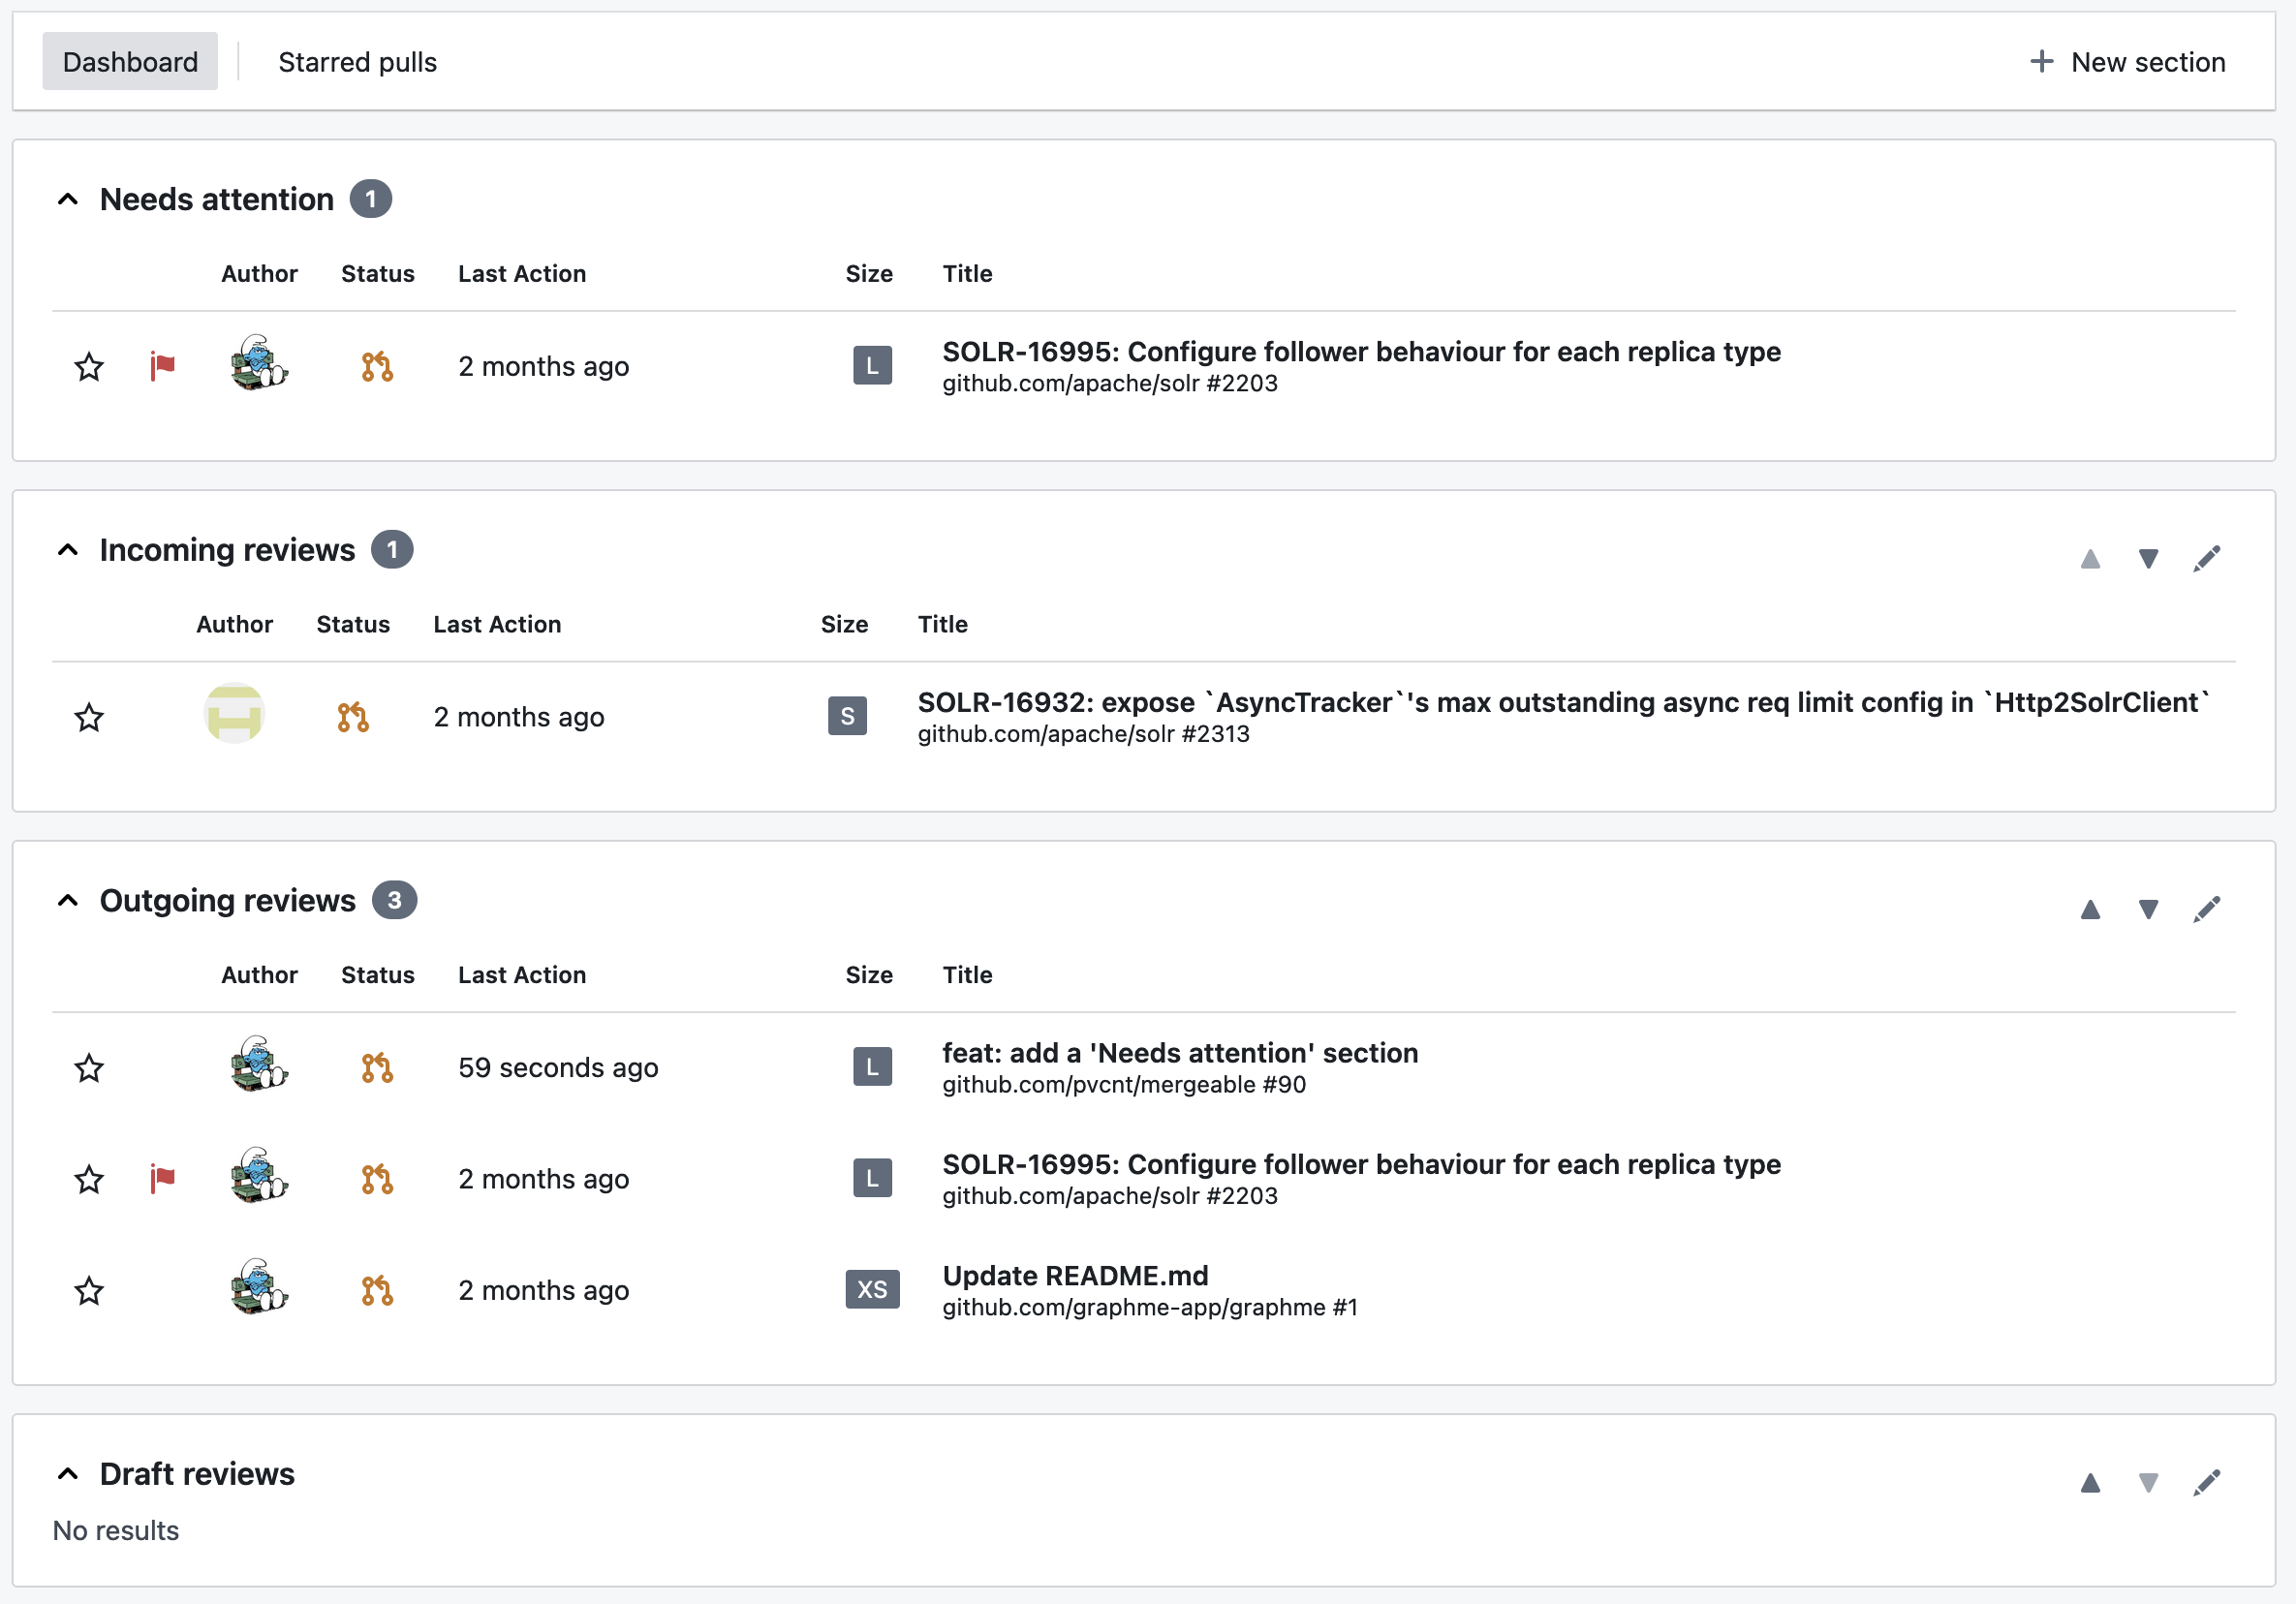 Dashboard
Starred pulls
New section
Needs attention 1
Author Status Last Action Size Title
2 months ago L SOLR-16995: Configure follower behaviour for each replica type
github.com/apache/solr #2203
Incoming reviews 1
Author Status Last Action Size Title
2 months ago S SOLR-16932: expose `AsyncTracker`'s max outstanding async req limit config in `Http2SolrClient`
github.com/apache/solr #2313
Outgoing reviews 3
Author Status Last Action Size Title
59 seconds ago L feat: add a 'Needs attention' section
github.com/pvcnt/mergeable #90
2 months ago L SOLR-16995: Configure follower behaviour for each replica type
github.com/apache/solr #2203
2 months ago XS Update README.md
github.com/graphme-app/graphme #1
Draft reviews
No results